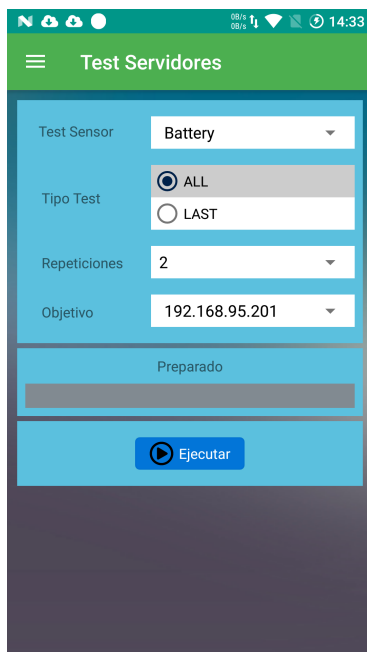 0B/s
0B/s
14:33
Test Servidores
Test Sensor
Battery
Tipo Test
ALL
LAST
Repeticiones
2
Objetivo
192.168.95.201
Preparado
Ejecutar